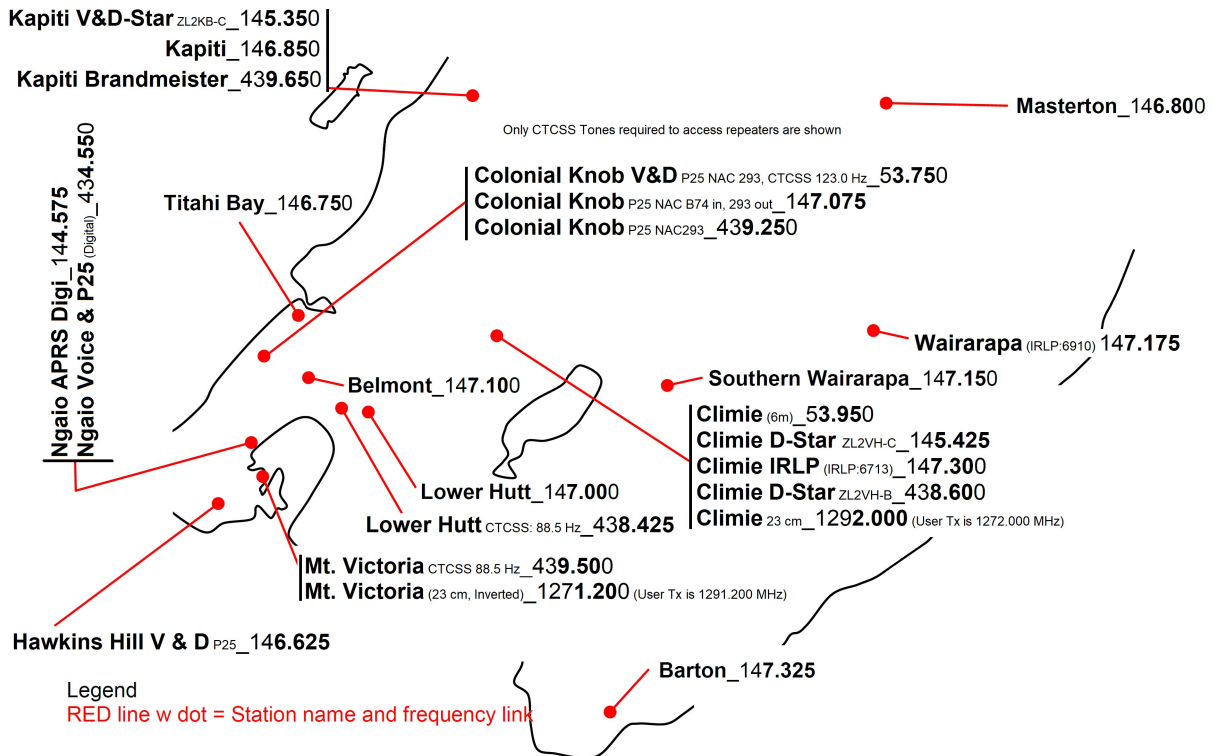 Kapiti V&D-Star ZL2KB-C_145.350
Kapiti_146.850
Kapiti Brandmeister_439.650
Masterton_146.800
Only CTCSS Tones required to access repeaters are shown
Colonial Knob V&D P25 NAC 293, CTCSS 123.0 Hz_53.750
Colonial Knob P25 NAC B74 in, 293 out_147.075
Colonial Knob P25 NAC293_439.250
Titahi Bay_146.750
Ngaio APRS Digi_144.575
Ngaio Voice & P25 (Digital)_434.550
Wairarapa (IRLP:6910) 147.175
Belmont_147.100
Southern Wairarapa_147.150
Climie (6m)_53.950
Climie D-Star ZL2VH-C_145.425
Climie IRLP (IRLP:6713)_147.300
Climie D-Star ZL2VH-B_438.600
Climie 23 cm_1292.000 (User Tx is 1272.000 MHz)
Lower Hutt_147.000
Lower Hutt CTCSS: 88.5 Hz_438.425
Mt. Victoria CTCSS 88.5 Hz_439.500
Mt. Victoria (23 cm, Inverted)_1271.200 (User Tx is 1291.200 MHz)
Hawkins Hill V & D P25_146.625
Barton_147.325
Legend
RED line w dot = Station name and frequency link